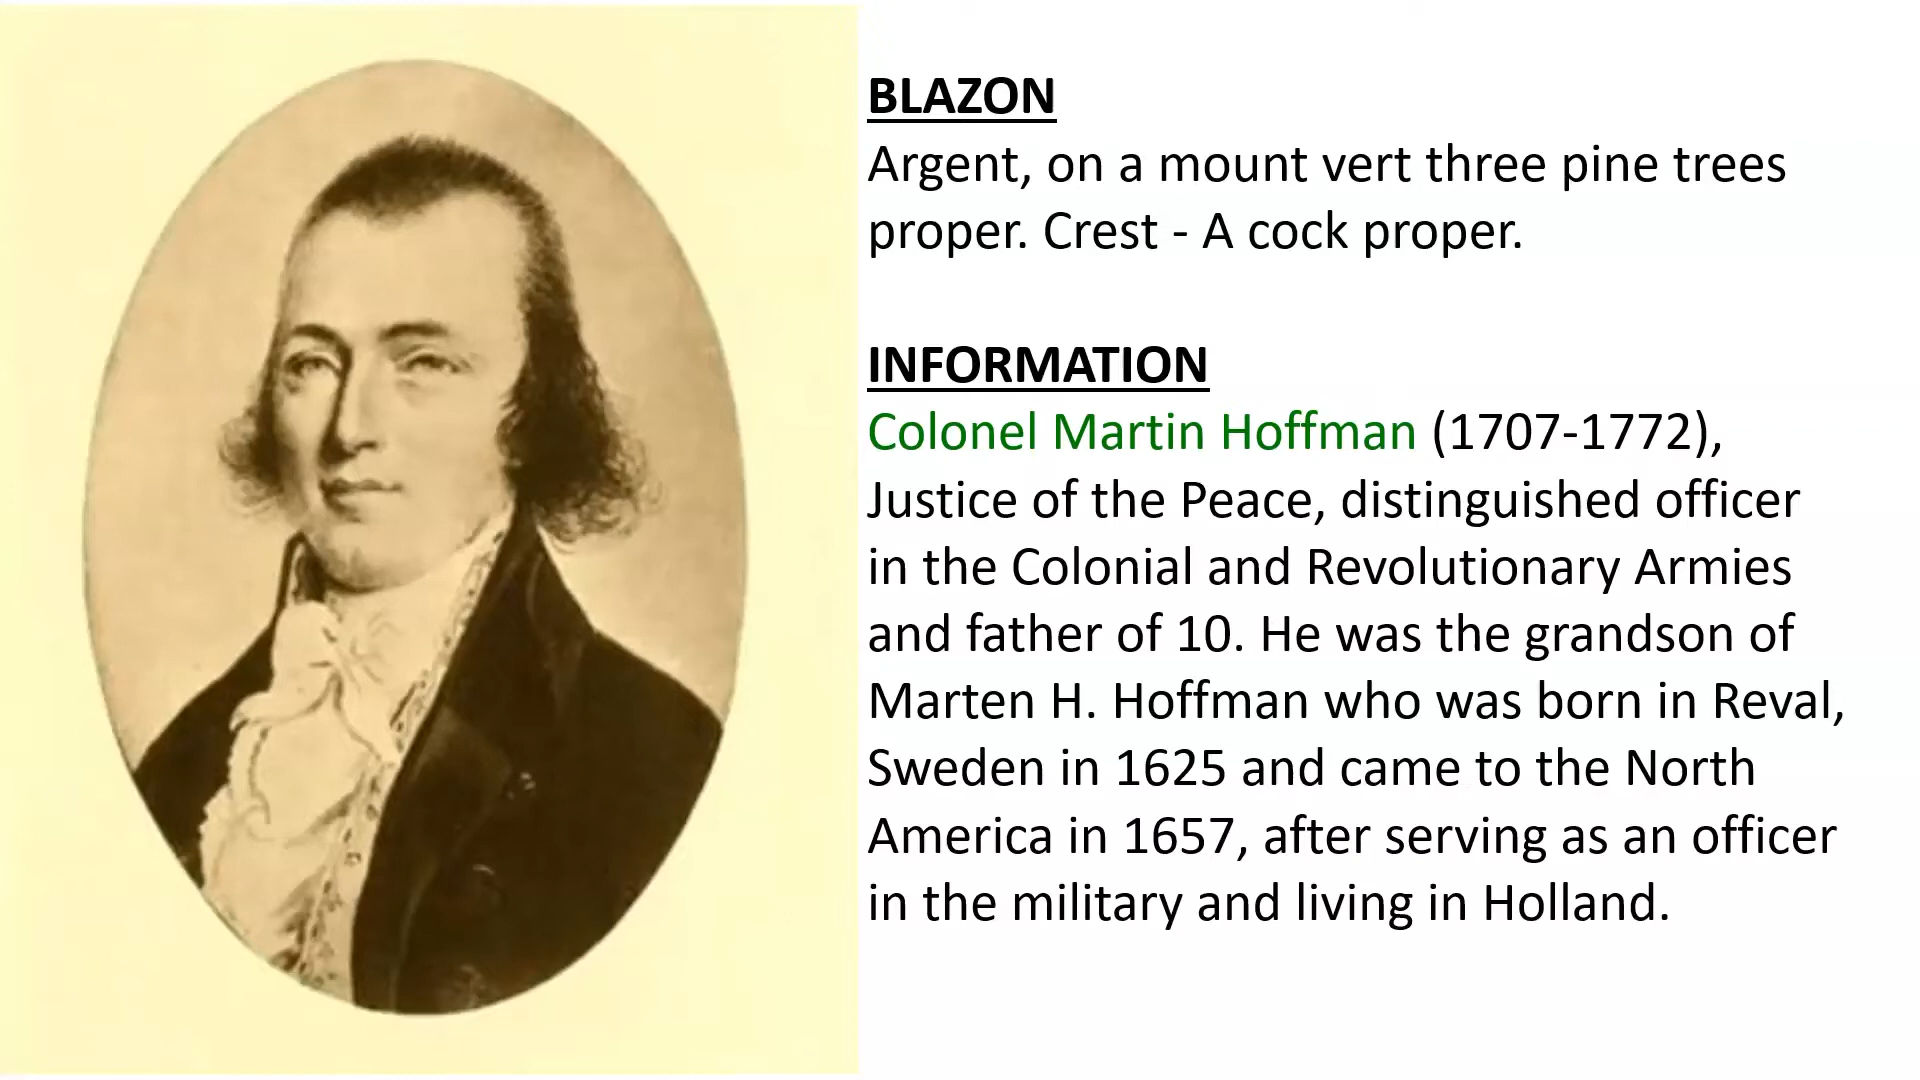 BLAZON
Argent, on a mount vert three pine trees
proper. Crest - A cock proper.
INFORMATION
Colonel Martin Hoffman (1707-1772),
Justice of the Peace, distinguished officer
in the Colonial and Revolutionary Armies
and father of 10. He was the grandson of
Marten H. Hoffman who was born in Reval,
Sweden in 1625 and came to the North
America in 1657, after serving as an officer
in the military and living in Holland.